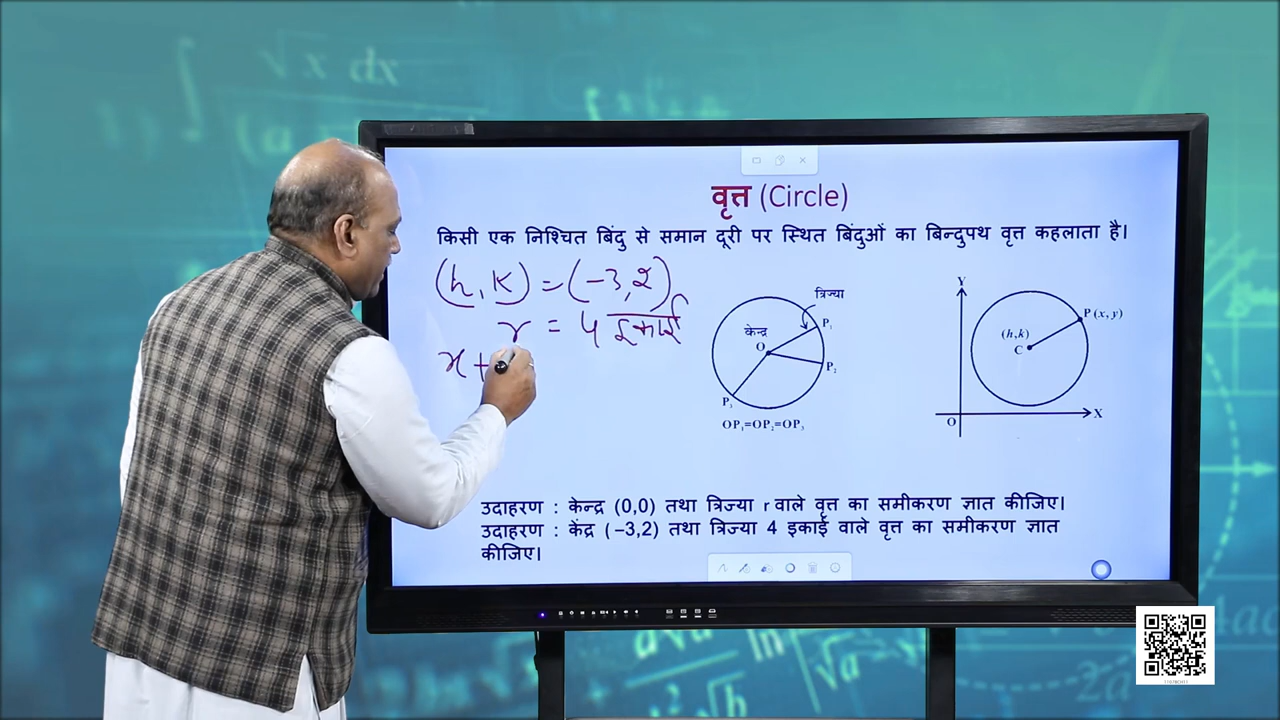 वृत्त (Circle)
किसी एक निश्चित बिंदु से समान दूरी पर स्थित बिंदुओं का बिन्दुपथ वृत्त कहलाता है।
(h, k) = (-3, 2)
r = 4 इकाई
x +
त्रिज्या
केन्द्र
O
P₁
P₂
P₃
OP₁=OP₂=OP₃
Y
P (x, y)
(h,k)
C
O
X
उदाहरण : केन्द्र (0,0) तथा त्रिज्या r वाले वृत्त का समीकरण ज्ञात कीजिए।
उदाहरण : केंद्र (−3,2) तथा त्रिज्या 4 इकाई वाले वृत्त का समीकरण ज्ञात
कीजिए।
√x dx